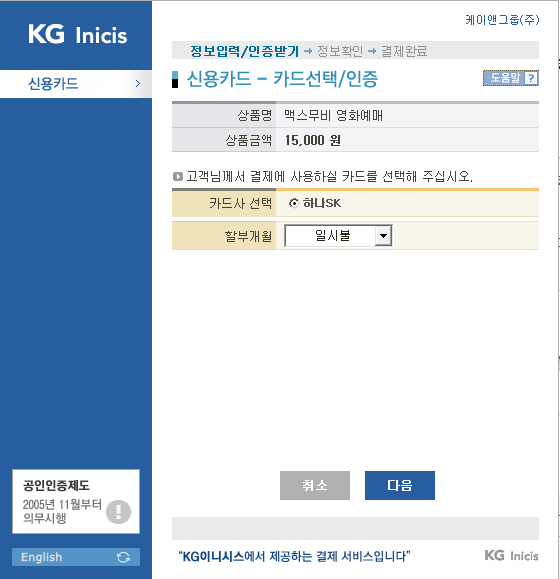 KG Inicis
케이앤그룹(주)
정보입력/인증받기 → 정보확인 → 결제완료
신용카드
신용카드 - 카드선택/인증
도움말 ?
상품명 맥스무비 영화예매
상품금액 15,000 원
고객님께서 결제에 사용하실 카드를 선택해 주십시오.
카드사 선택 하나SK
할부개월 일시불
취소 다음
공인인증제도
2005년 11월부터
의무시행
English
"KG이니시스에서 제공하는 결제 서비스입니다" KG Inicis